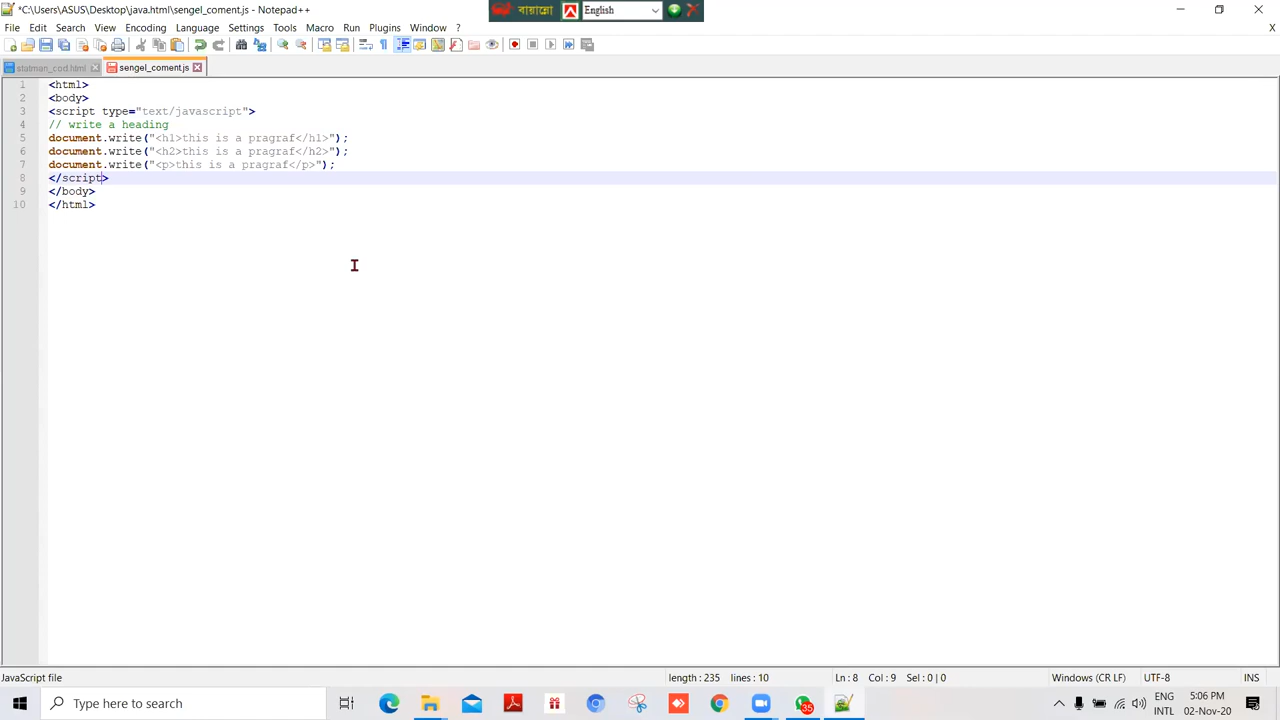 *C:\Users\ASUS\Desktop\java.html\sengel_coment.js - Notepad++
বায়ান্নো English
File Edit Search View Encoding Language Settings Tools Macro Run Plugins Window ?
X
statman_cod.html sengel_coment.js
1 <html>
2 <body>
3 <script type="text/javascript">
4 // write a heading
5 document.write("<h1>this is a pragraf</h1>");
6 document.write("<h2>this is a pragraf</h2>");
7 document.write("<p>this is a pragraf</p>");
8 </script>
9 </body>
10 </html>
JavaScript file length : 235 lines : 10 Ln : 8 Col : 9 Sel : 0 | 0 Windows (CR LF) UTF-8 INS
Type here to search 35 ENG 5:06 PM
INTL 02-Nov-20